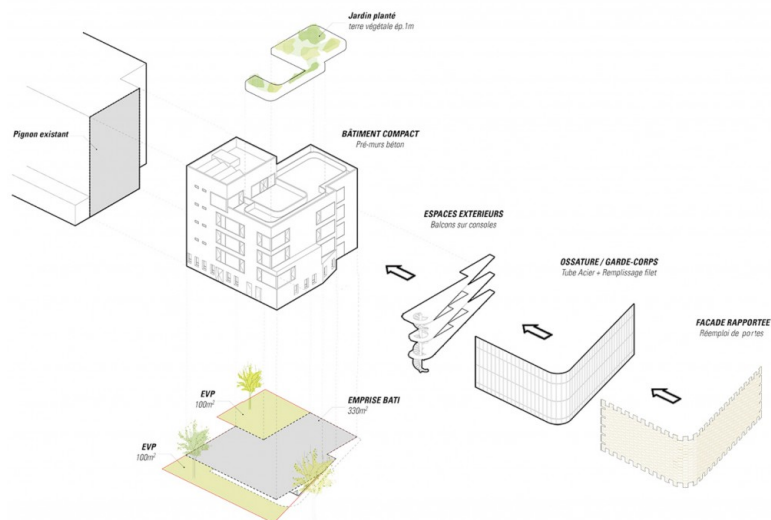 Jardin planté
terre végétale ép.1m
Pignon existant
BÂTIMENT COMPACT
Pré-murs béton
ESPACES EXTERIEURS
Balcons sur consoles
OSSATURE / GARDE-CORPS
Tube Acier + Remplissage filet
FACADE RAPPORTEE
Réemploi de portes
EVP
100m²
EMPRISE BATI
330m²
EVP
100m²